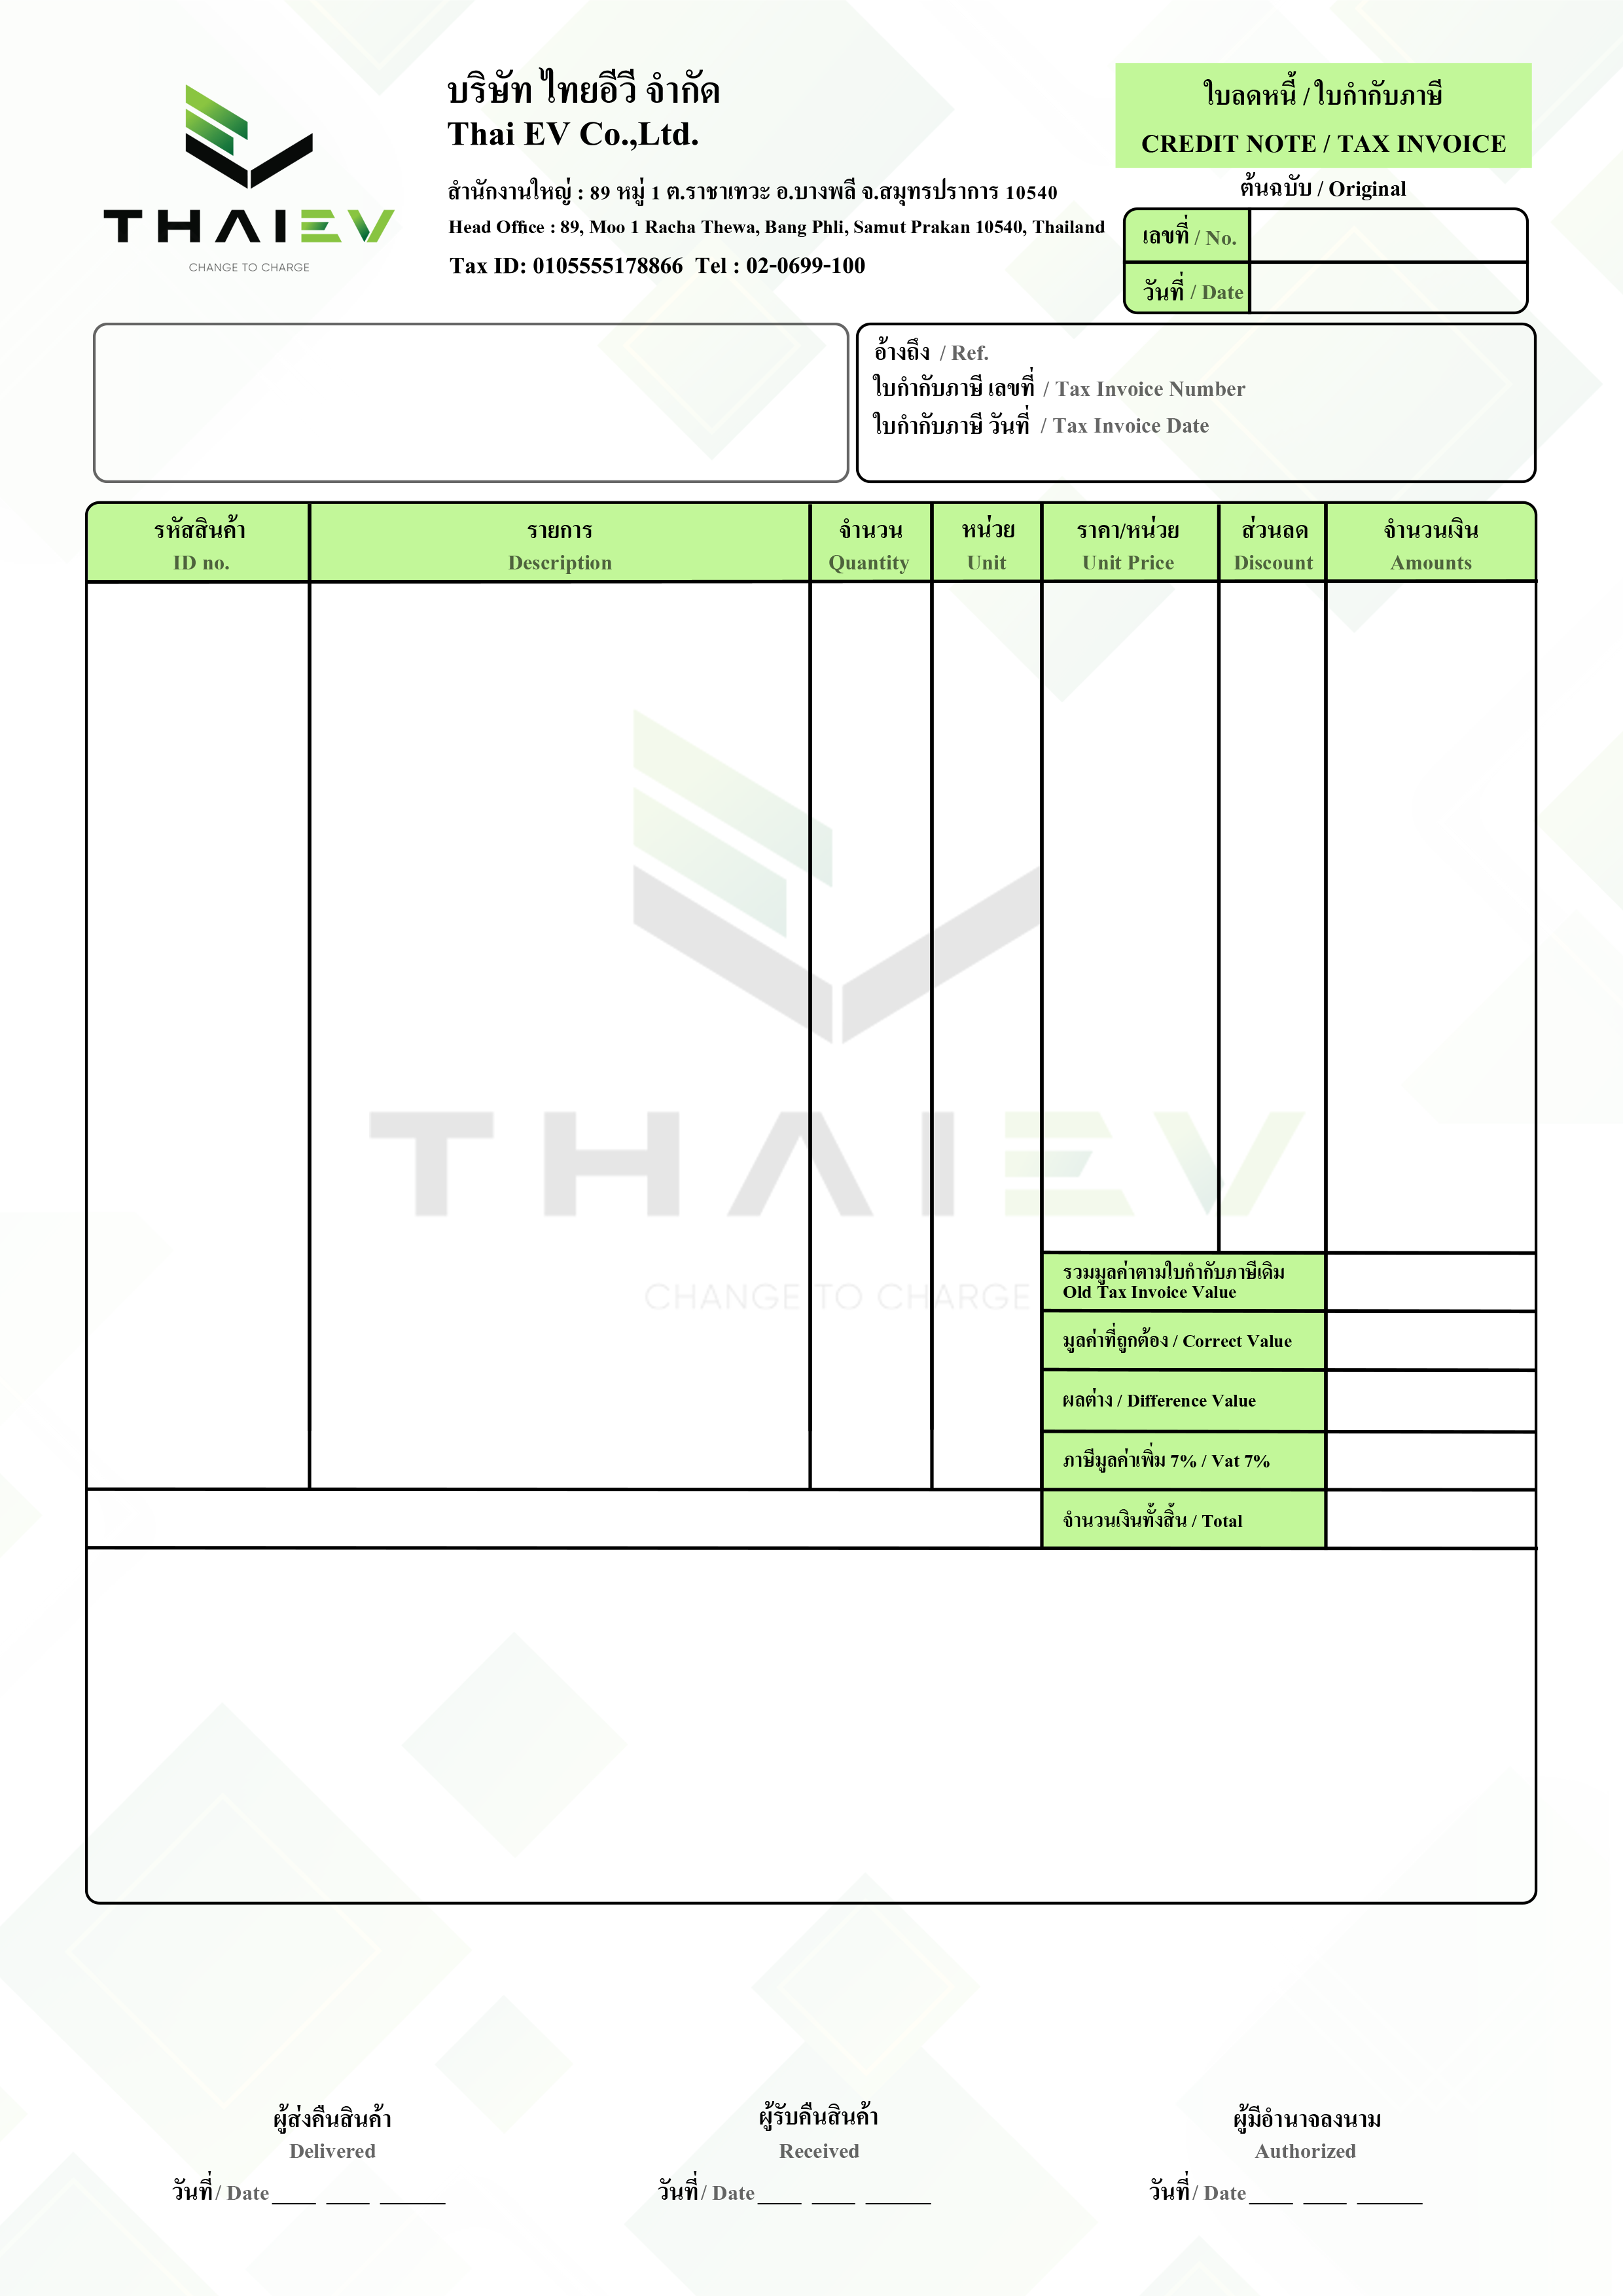 THAIEV
CHANGE TO CHARGE
บริษัท ไทยอีวี จำกัด
Thai EV Co.,Ltd.
สำนักงานใหญ่ : 89 หมู่ 1 ต.ราชาเทวะ อ.บางพลี จ.สมุทรปราการ 10540
Head Office : 89, Moo 1 Racha Thewa, Bang Phli, Samut Prakan 10540, Thailand
Tax ID: 0105555178866 Tel : 02-0699-100
ใบลดหนี้ / ใบกำกับภาษี
CREDIT NOTE / TAX INVOICE
ต้นฉบับ / Original
เลขที่ / No.
วันที่ / Date
อ้างถึง / Ref.
ใบกำกับภาษี เลขที่ / Tax Invoice Number
ใบกำกับภาษี วันที่ / Tax Invoice Date
รหัสสินค้า รายการ จำนวน หน่วย ราคา/หน่วย ส่วนลด จำนวนเงิน
ID no. Description Quantity Unit Unit Price Discount Amounts
THAIEV
CHANGE TO CHARGE
รวมมูลค่าตามใบกำกับภาษีเดิม
Old Tax Invoice Value
มูลค่าที่ถูกต้อง / Correct Value
ผลต่าง / Difference Value
ภาษีมูลค่าเพิ่ม 7% / Vat 7%
จำนวนเงินทั้งสิ้น / Total
ผู้ส่งคืนสินค้า ผู้รับคืนสินค้า ผู้มีอำนาจลงนาม
Delivered Received Authorized
วันที่ / Date ____ ____ ______ วันที่ / Date ____ ____ ______ วันที่ / Date ____ ____ ______